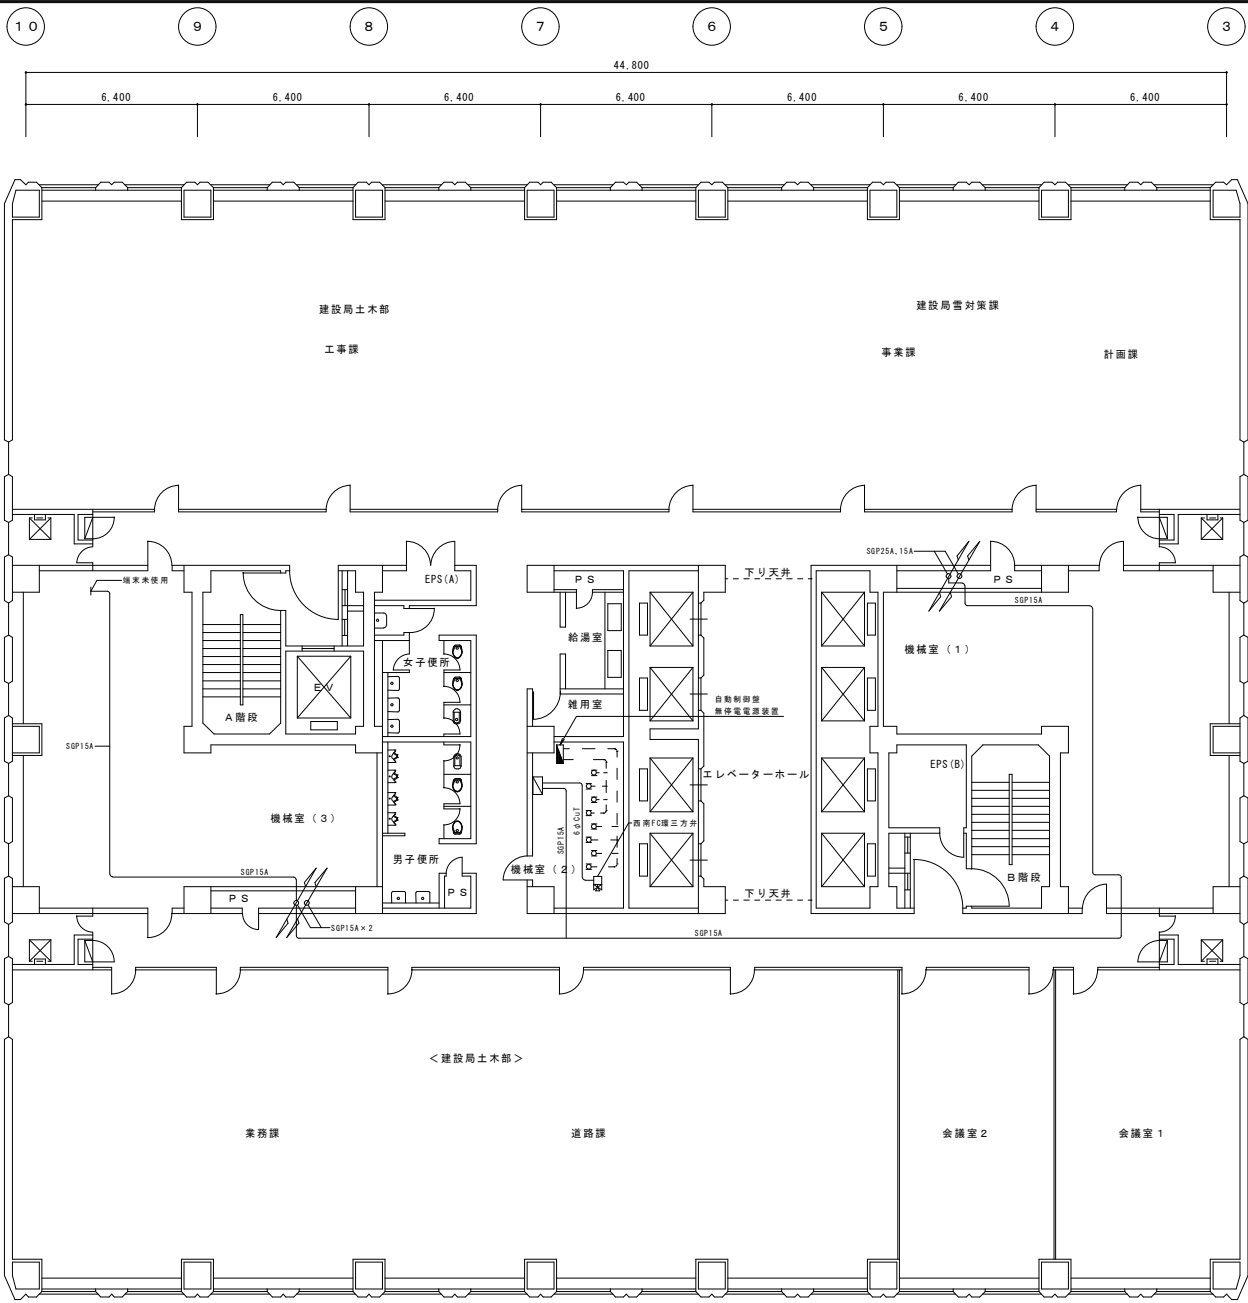 10 9 8 7 6 5 4 3
44,800
6,400 6,400 6,400 6,400 6,400 6,400 6,400
建設局土木部
工事課
建設局雪対策課
事業課
計画課
SGP25A,15A
端末未使用
EPS(A)
PS
下り天井
PS
SGP15A
給湯室
女子便所
機械室(1)
EV
雑用室
自動制御盤
無停電電源装置
A階段
SGP15A
EPS(B)
エレベーターホール
6φCuT
SGP15A
西南FC環三方弁
機械室(3)
男子便所
機械室(2)
SGP15A
B階段
PS
PS
下り天井
SGP15A×2
SGP15A
<建設局土木部>
業務課
道路課
会議室2
会議室1